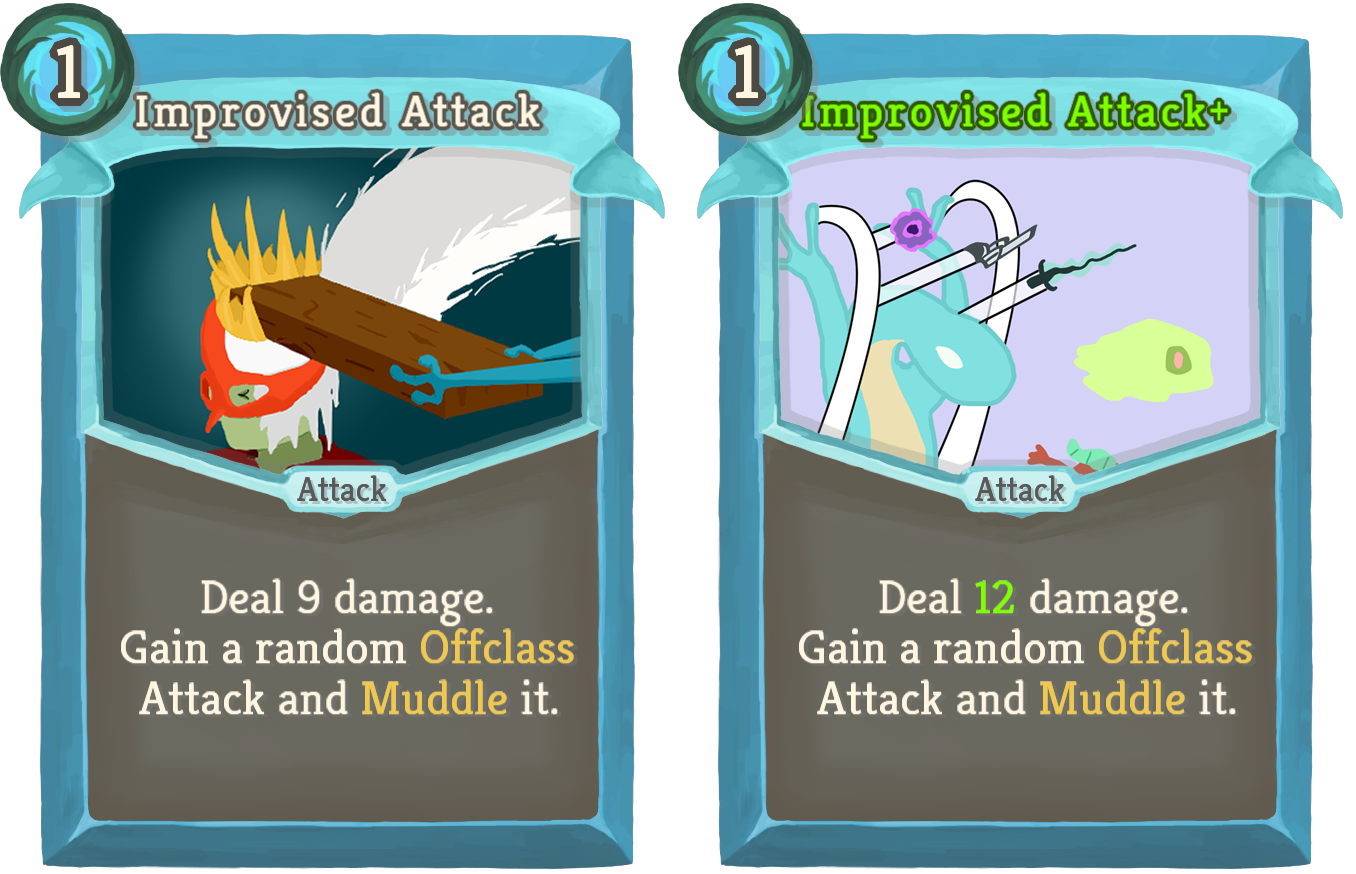 1
Improvised Attack
Attack
Deal 9 damage.
Gain a random Offclass
Attack and Muddle it.
1
Improvised Attack+
Attack
Deal 12 damage.
Gain a random Offclass
Attack and Muddle it.